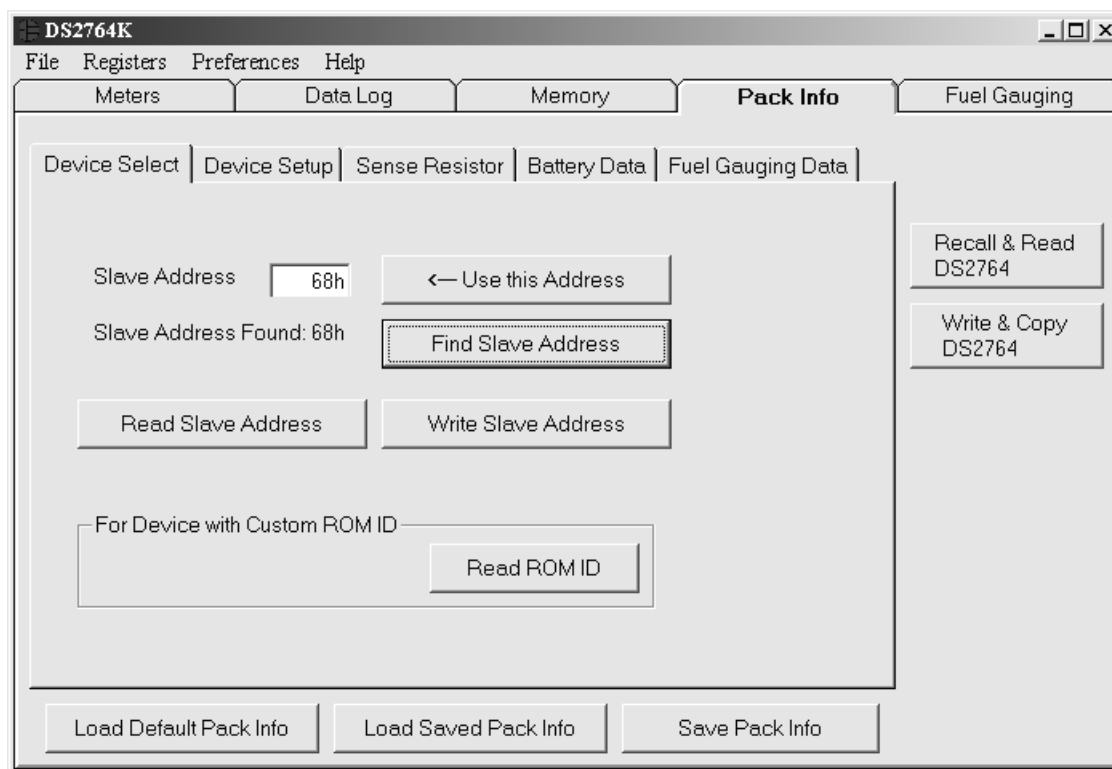 DS2764K
File Registers Preferences Help
Meters Data Log Memory Pack Info Fuel Gauging
Device Select Device Setup Sense Resistor Battery Data Fuel Gauging Data
Slave Address 68h <— Use this Address
Slave Address Found: 68h Find Slave Address
Read Slave Address Write Slave Address
For Device with Custom ROM ID
Read ROM ID
Recall & Read
DS2764
Write & Copy
DS2764
Load Default Pack Info Load Saved Pack Info Save Pack Info